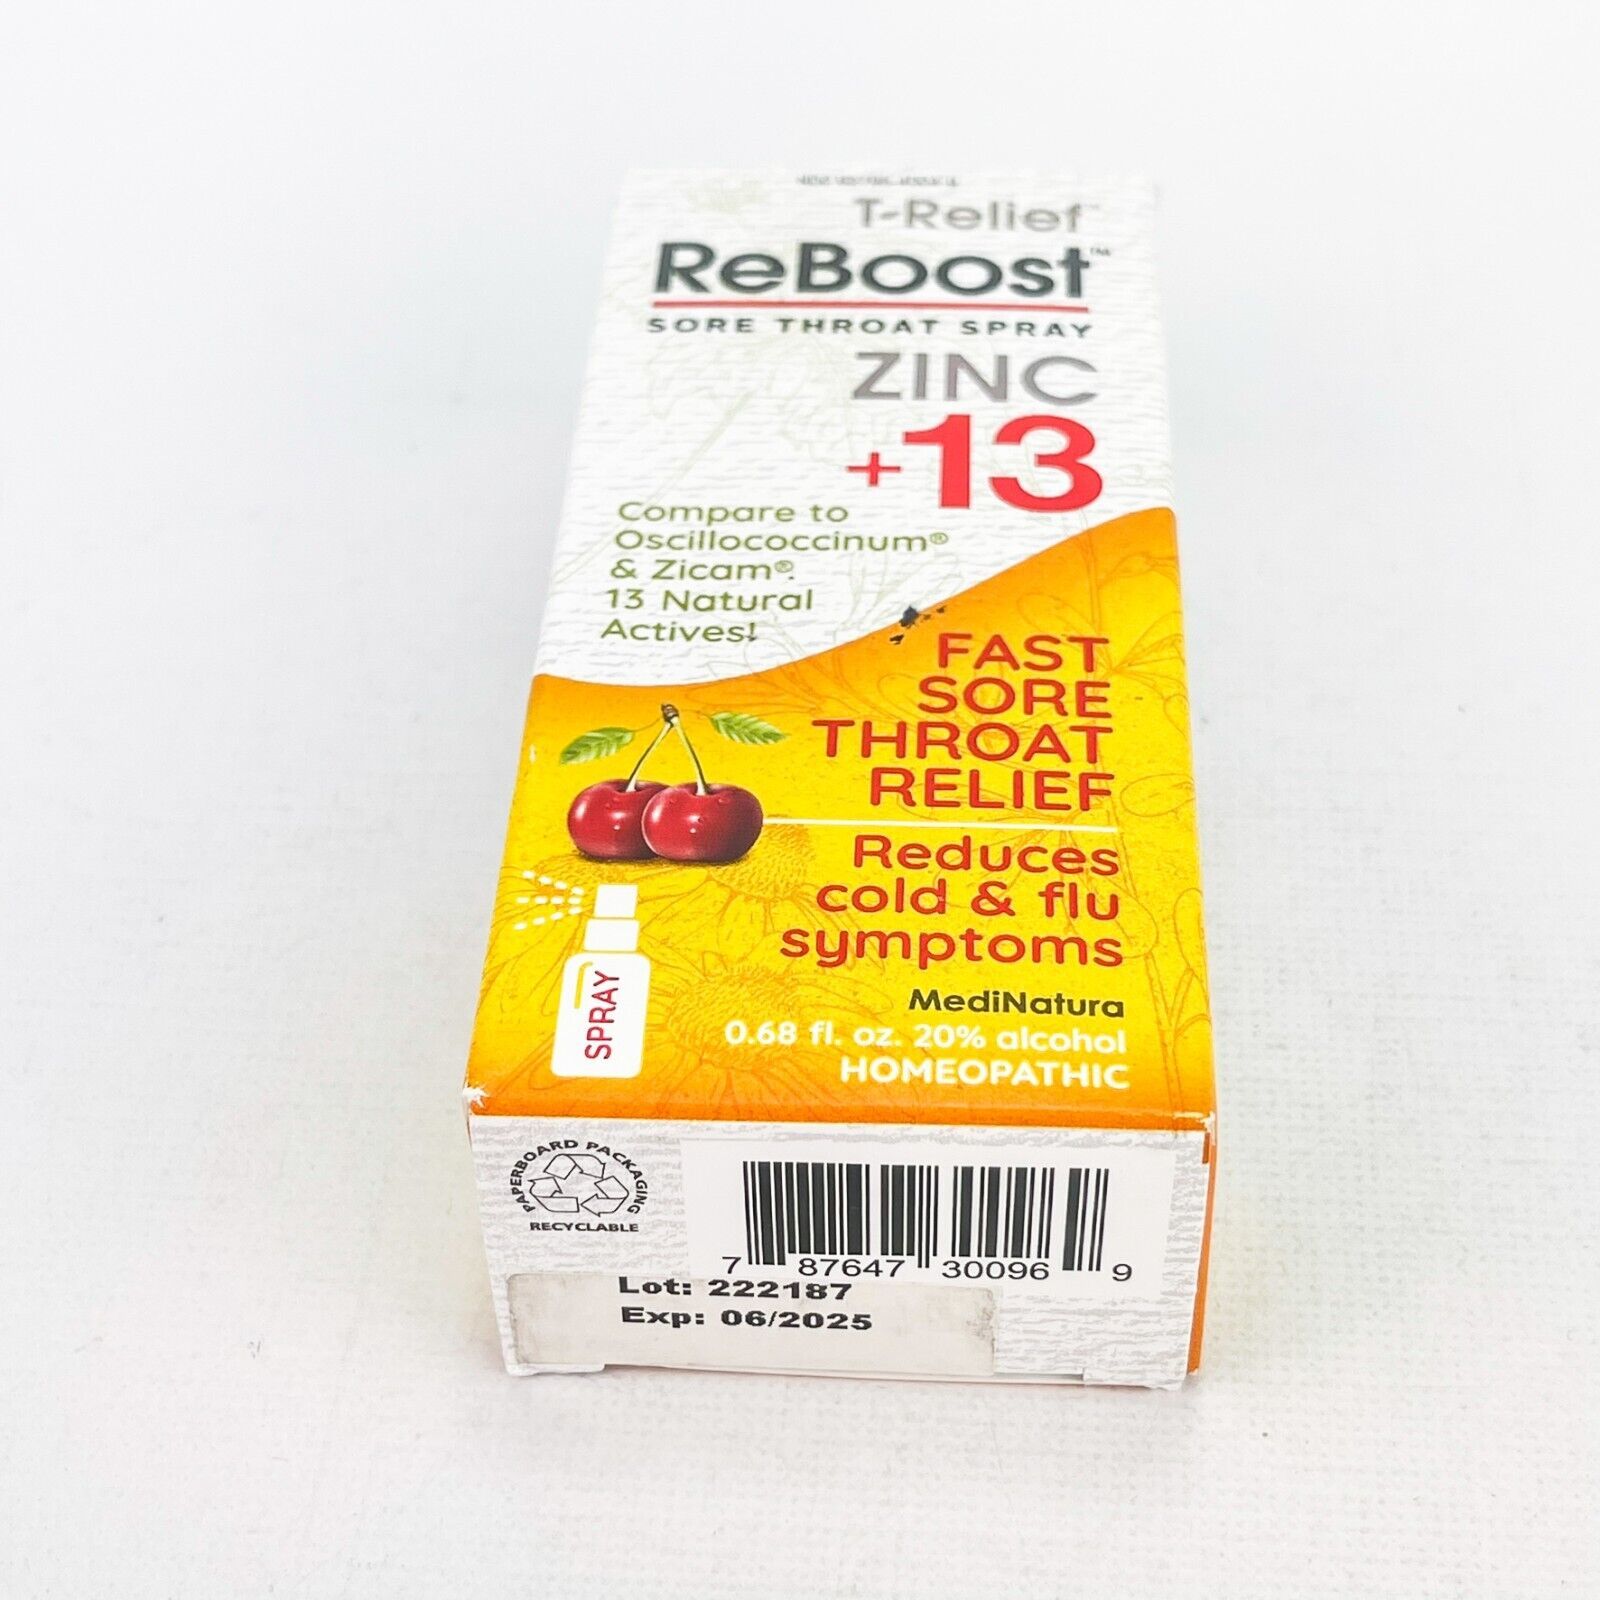 T-Relief™
ReBoost™
SORE THROAT SPRAY
ZINC
+13
Compare to
Oscillococcinum®
& Zicam®.
13 Natural
Actives!
FAST
SORE
THROAT
RELIEF
Reduces
cold & flu
symptoms
SPRAY
MediNatura
0.68 fl. oz. 20% alcohol
HOMEOPATHIC
PAPERBOARD PACKAGING
RECYCLABLE
7 87647 30096 9
Lot: 222187
Exp: 06/2025